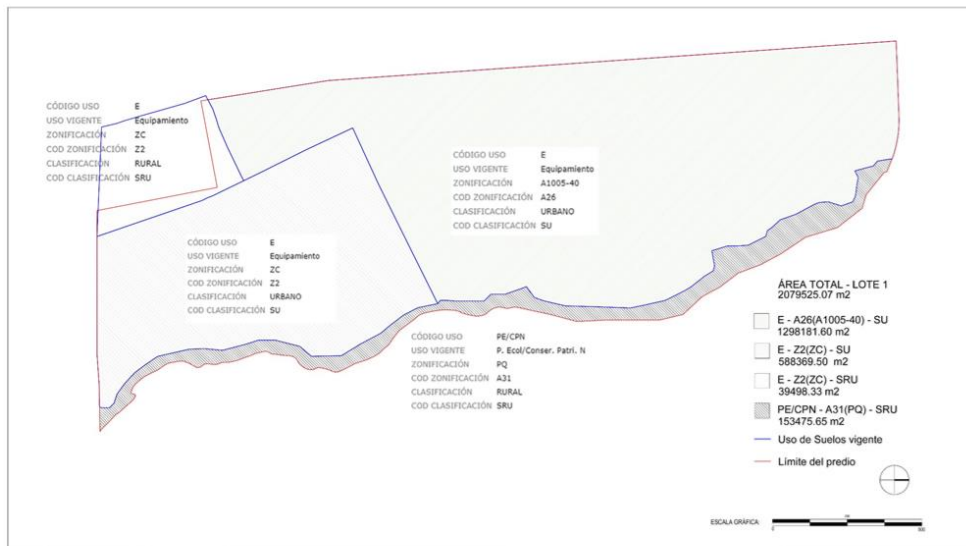 CÓDIGO USO E
USO VIGENTE Equipamiento
ZONIFICACIÓN ZC
COD ZONIFICACIÓN Z2
CLASIFICACIÓN RURAL
COD CLASIFICACIÓN SRU
CÓDIGO USO E
USO VIGENTE Equipamiento
ZONIFICACIÓN A1005-40
COD ZONIFICACIÓN A26
CLASIFICACIÓN URBANO
COD CLASIFICACIÓN SU
CÓDIGO USO E
USO VIGENTE Equipamiento
ZONIFICACIÓN ZC
COD ZONIFICACIÓN Z2
CLASIFICACIÓN URBANO
COD CLASIFICACIÓN SU
CÓDIGO USO PE/CPN
USO VIGENTE P. Ecol/Conser. Patri. N
ZONIFICACIÓN PQ
COD ZONIFICACIÓN A31
CLASIFICACIÓN RURAL
COD CLASIFICACIÓN SRU
ÁREA TOTAL - LOTE 1
2079525.07 m2
E - A26(A1005-40) - SU
1298181.60 m2
E - Z2(ZC) - SU
588369.50 m2
E - Z2(ZC) - SRU
39498.33 m2
PE/CPN - A31(PQ) - SRU
153475.65 m2
Uso de Suelos vigente
Límite del predio
ESCALA GRÁFICA:
0